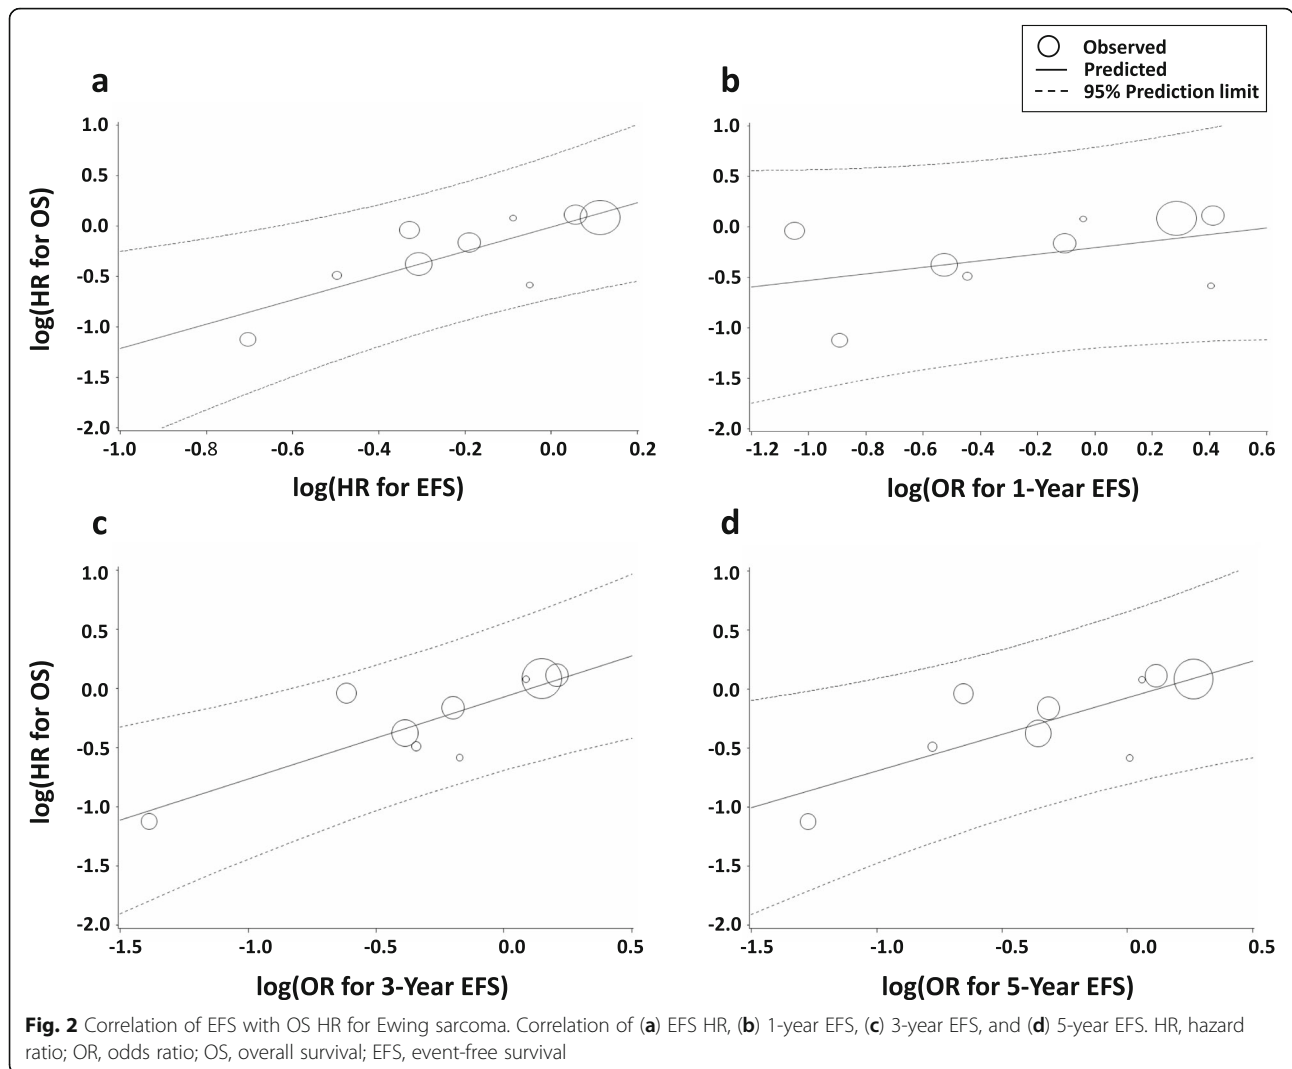 Observed
Predicted
95% Prediction limit
a
1.0
0.5
0.0
-0.5
-1.0
-1.5
-2.0
log(HR for OS)
-1.0 -0.8 -0.6 -0.4 -0.2 0.0 0.2
log(HR for EFS)
b
1.0
0.5
0.0
-0.5
-1.0
-1.5
-2.0
-1.2 -1.0 -0.8 -0.6 -0.4 -0.2 0.0 0.2 0.4 0.6
log(OR for 1-Year EFS)
c
1.0
0.5
0.0
-0.5
-1.0
-1.5
-2.0
log(HR for OS)
-1.5 -1.0 -0.5 0.0 0.5
log(OR for 3-Year EFS)
d
1.0
0.5
0.0
-0.5
-1.0
-1.5
-2.0
-1.5 -1.0 -0.5 0.0 0.5
log(OR for 5-Year EFS)
Fig. 2 Correlation of EFS with OS HR for Ewing sarcoma. Correlation of (a) EFS HR, (b) 1-year EFS, (c) 3-year EFS, and (d) 5-year EFS. HR, hazard
ratio; OR, odds ratio; OS, overall survival; EFS, event-free survival